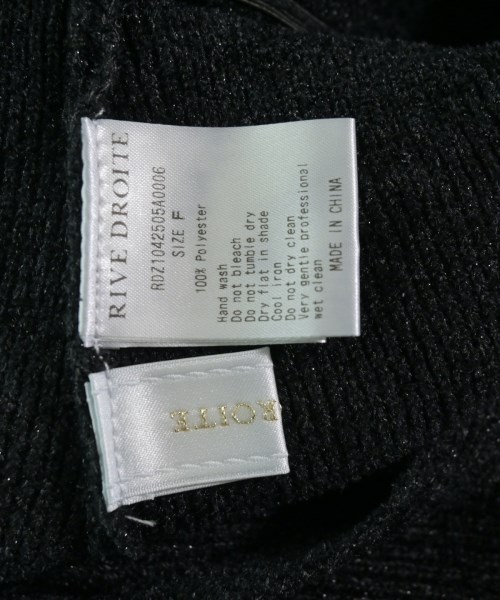 RIVE DROITE
RDZ1042505A0006
SIZE F
100% Polyester
Hand wash
Do not bleach
Do not tumble dry
Dry flat in shade
Cool iron
Do not dry clean
Very gentle professional
wet clean
MADE IN CHINA
ROITE